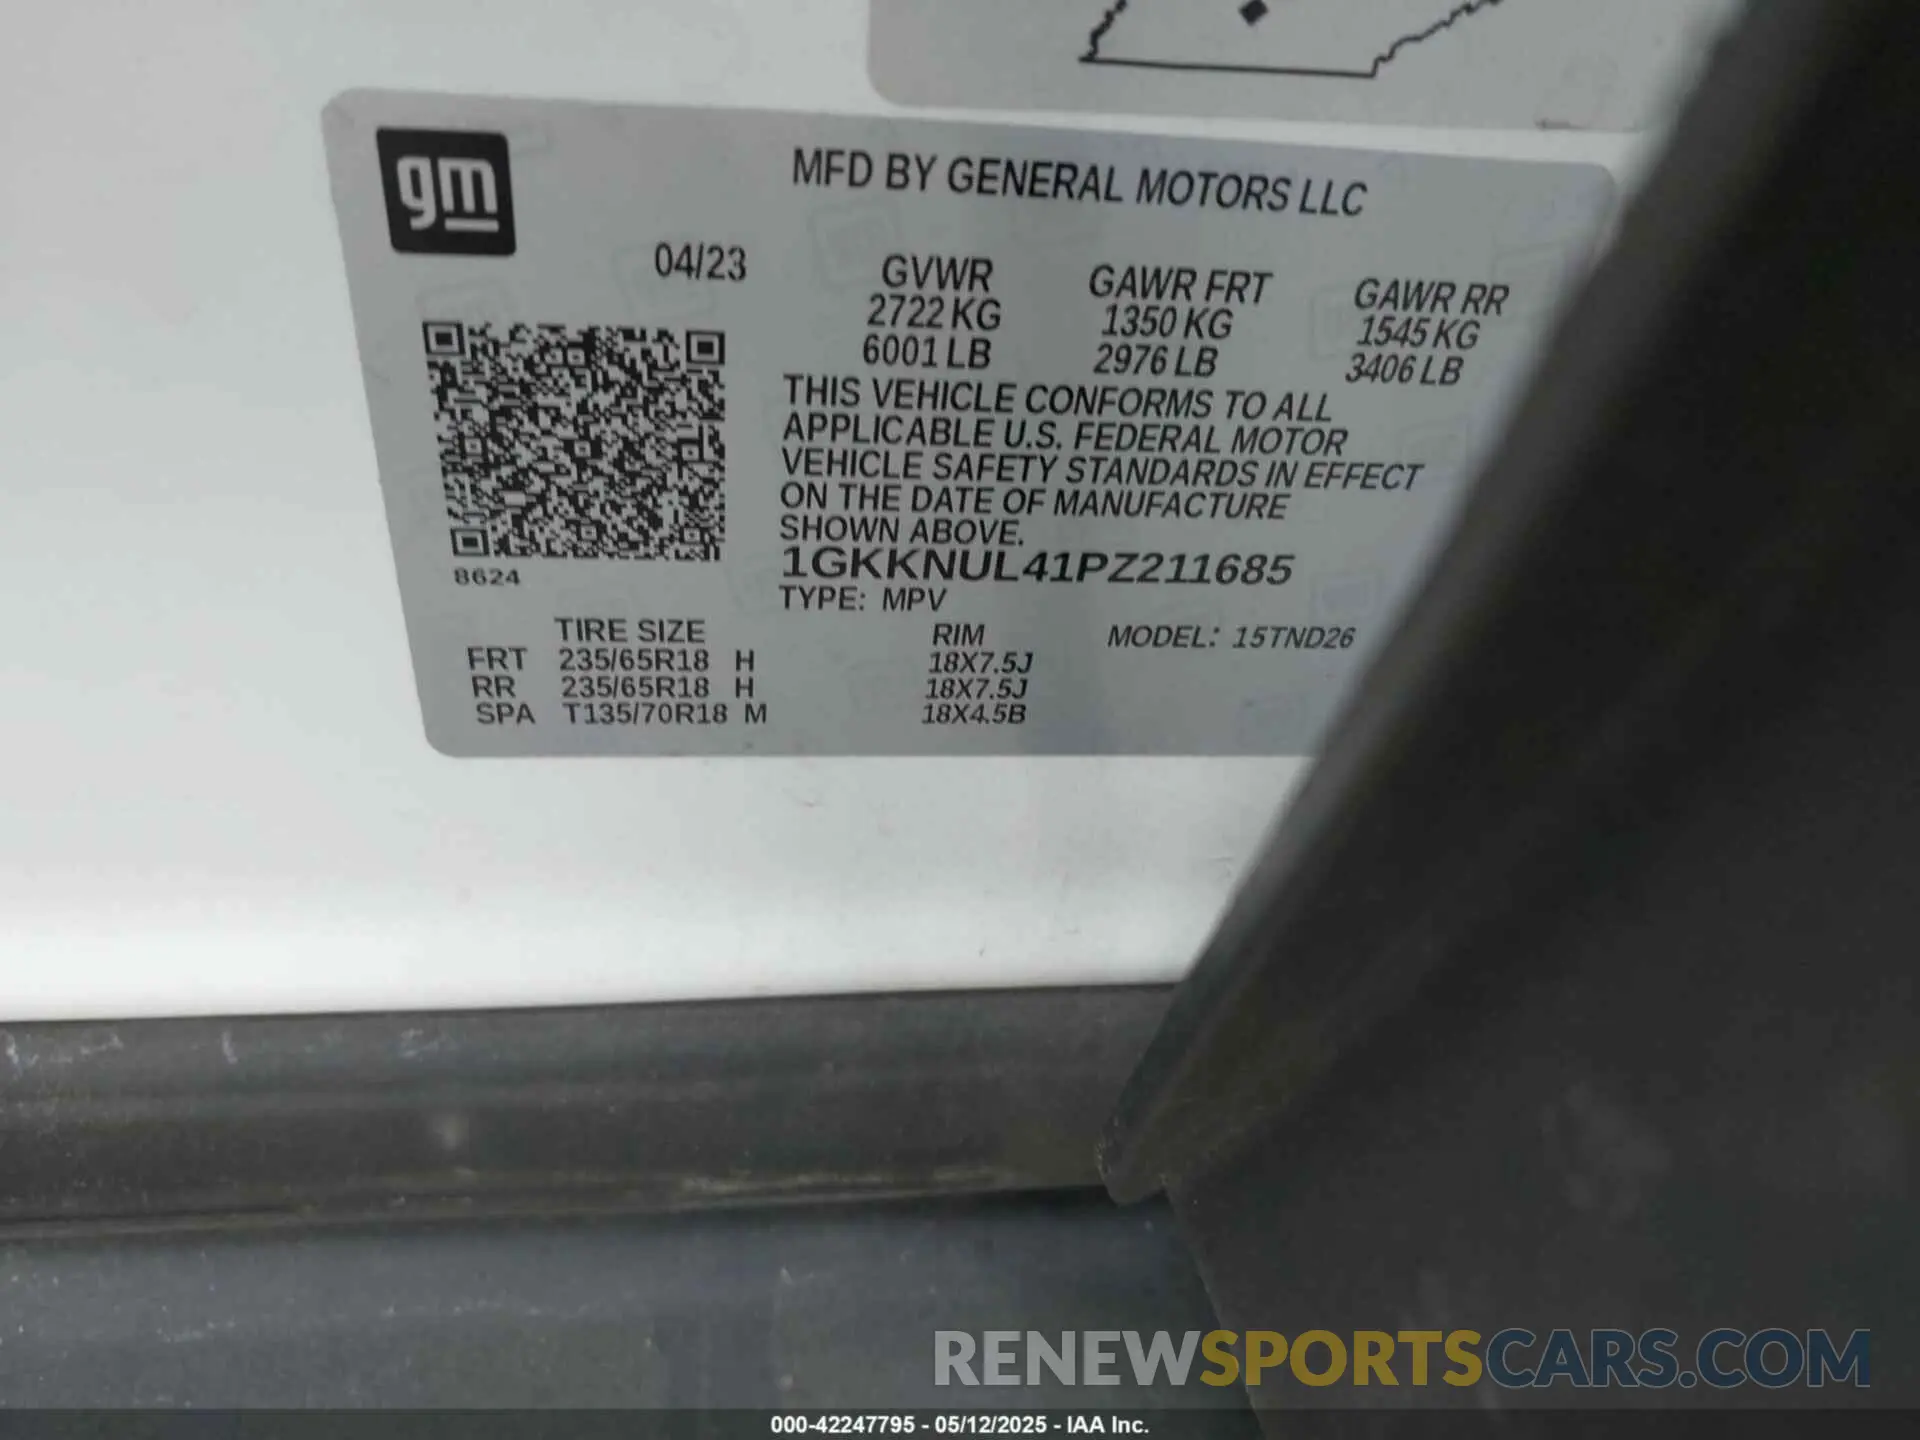 gm
MFD BY GENERAL MOTORS LLC
04/23
GVWR GAWR FRT GAWR RR
2722 KG 1350 KG 1545 KG
6001 LB 2976 LB 3406 LB
THIS VEHICLE CONFORMS TO ALL
APPLICABLE U.S. FEDERAL MOTOR
VEHICLE SAFETY STANDARDS IN EFFECT
ON THE DATE OF MANUFACTURE
SHOWN ABOVE.
1GKKNUL41PZ211685
8624
TYPE: MPV
TIRE SIZE RIM MODEL: 15TND26
FRT 235/65R18 H 18X7.5J
RR 235/65R18 H 18X7.5J
SPA T135/70R18 M 18X4.5B
RENEWSPORTSCARS.COM
000-42247795 - 05/12/2025 - IAA Inc.